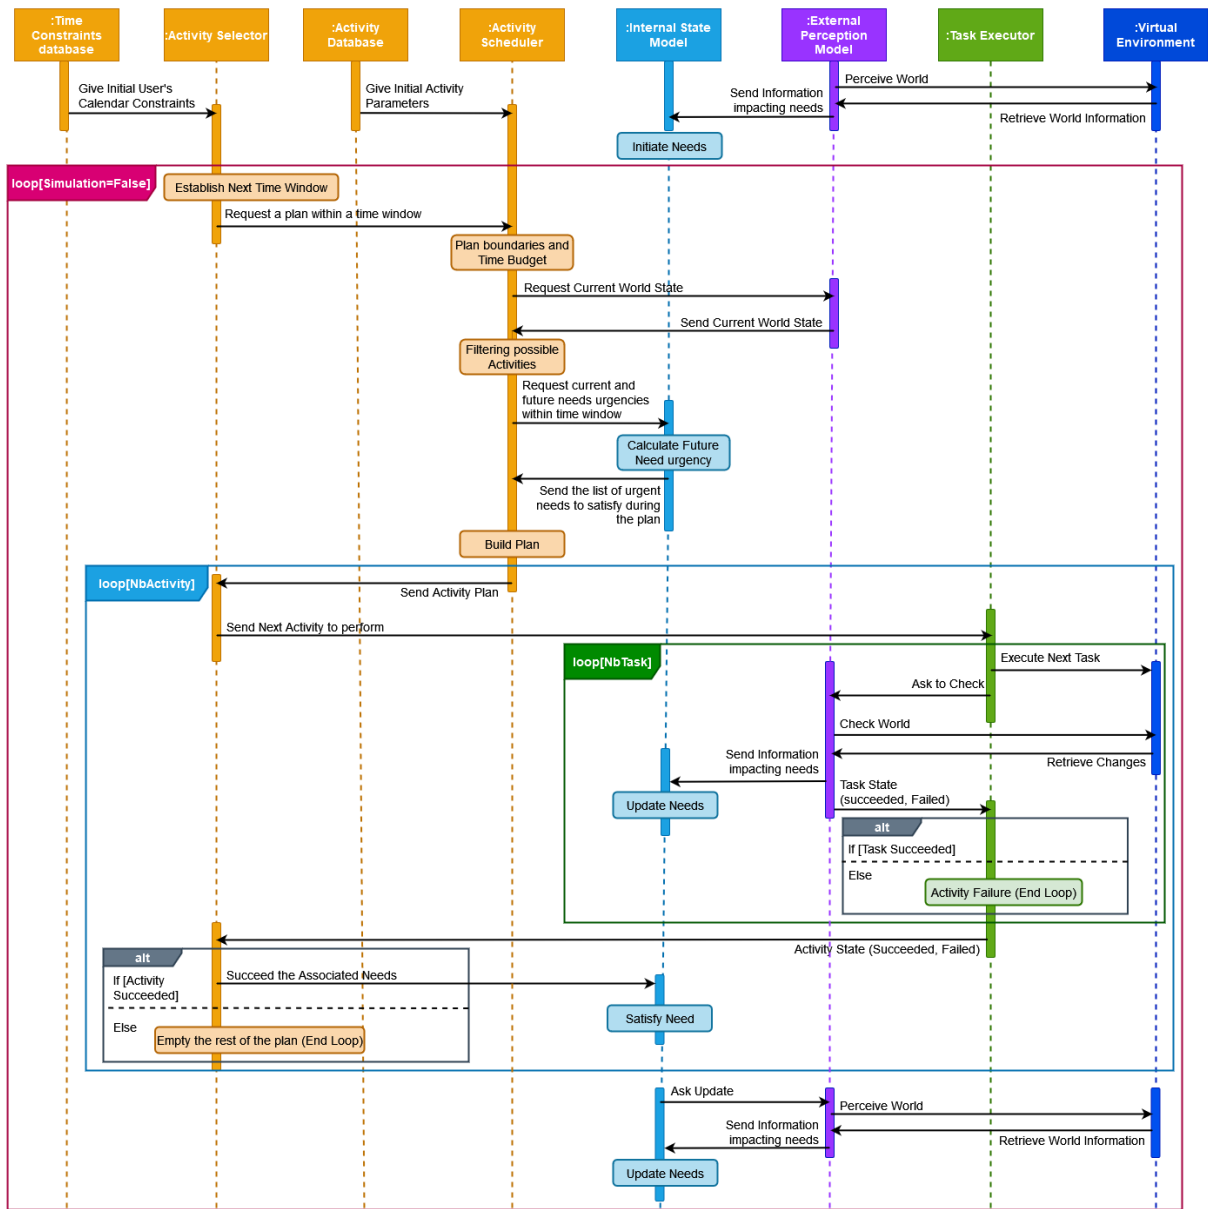 :Time
Constraints
database
:Activity Selector
:Activity
Database
:Activity
Scheduler
:Internal State
Model
:External
Perception
Model
:Task Executor
:Virtual
Environment
Give Initial User's
Calendar Constraints
Give Initial Activity
Parameters
Perceive World
Send Information
impacting needs
Retrieve World Information
Initiate Needs
loop[Simulation=False]
Establish Next Time Window
Request a plan within a time window
Plan boundaries and
Time Budget
Request Current World State
Send Current World State
Filtering possible
Activities
Request current and
future needs urgencies
within time window
Calculate Future
Need urgency
Send the list of urgent
needs to satisfy during
the plan
Build Plan
loop[NbActivity]
Send Activity Plan
Send Next Activity to perform
loop[NbTask]
Execute Next Task
Ask to Check
Check World
Send Information
impacting needs
Retrieve Changes
Update Needs
Task State
(succeeded, Failed)
alt
If [Task Succeeded]
Else
Activity Failure (End Loop)
Activity State (Succeeded, Failed)
alt
If [Activity
Succeeded]
Succeed the Associated Needs
Satisfy Need
Else
Empty the rest of the plan (End Loop)
Ask Update
Perceive World
Send Information
impacting needs
Retrieve World Information
Update Needs